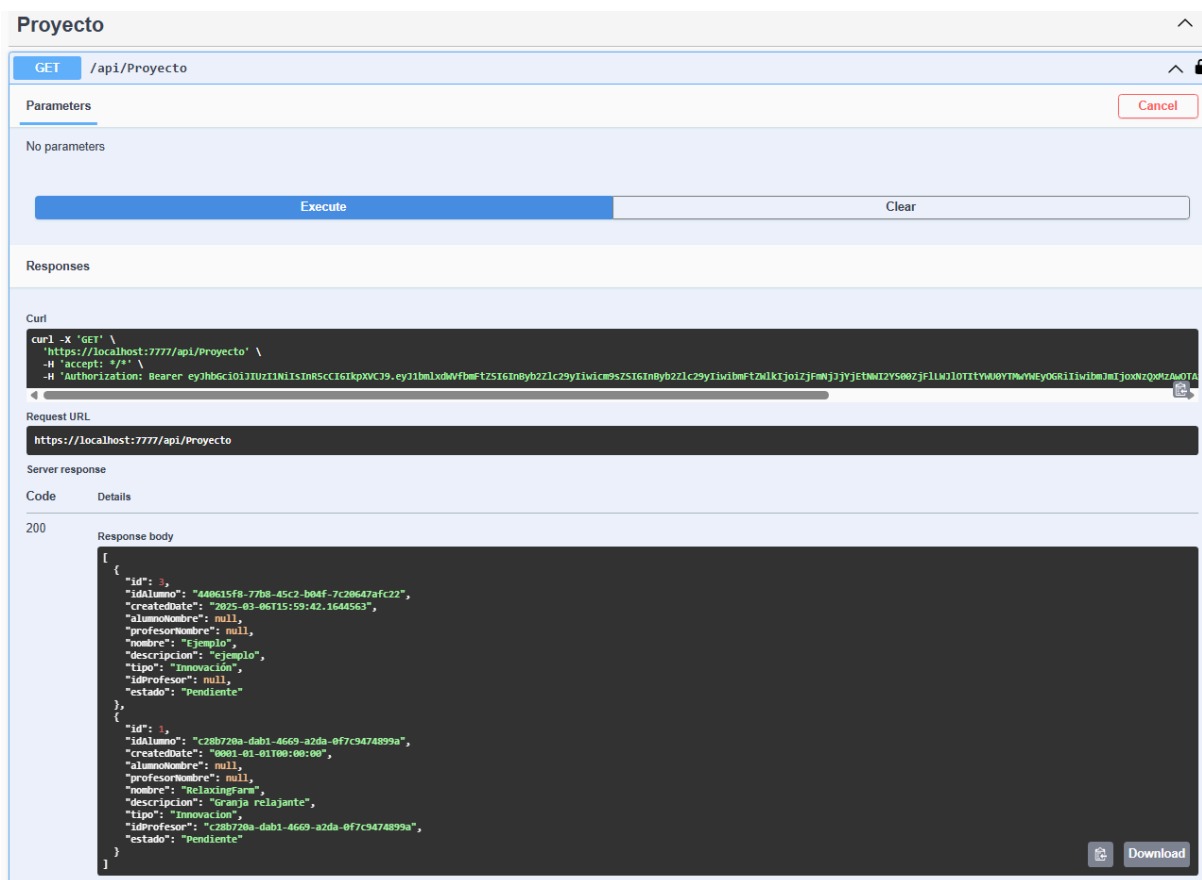 Proyecto
GET /api/Proyecto
Parameters
Cancel
No parameters
Execute
Clear
Responses
Curl
curl -X 'GET' \
'https://localhost:7777/api/Proyecto' \
-H 'accept: */*' \
-H 'Authorization: Bearer
Request URL
https://localhost:7777/api/Proyecto
Server response
Code Details
200
Response body
[
{
"id": 3,
"idAlumno": "440615f8-77b8-45c2-b04f-7c20647afc22",
"createdDate": "2025-03-06T15:59:42.1644563",
"alumnoNombre": null,
"profesorNombre": null,
"nombre": "Ejemplo",
"descripcion": "ejemplo",
"tipo": "Innovación",
"idProfesor": null,
"estado": "Pendiente"
},
{
"id": 1,
"idAlumno": "c28b720a-dab1-4669-a2da-0f7c9474899a",
"createdDate": "0001-01-01T00:00:00",
"alumnoNombre": null,
"profesorNombre": null,
"nombre": "RelaxingFarm",
"descripcion": "Granja relajante",
"tipo": "Innovacion",
"idProfesor": "c28b720a-dab1-4669-a2da-0f7c9474899a",
"estado": "Pendiente"
}
]
Download